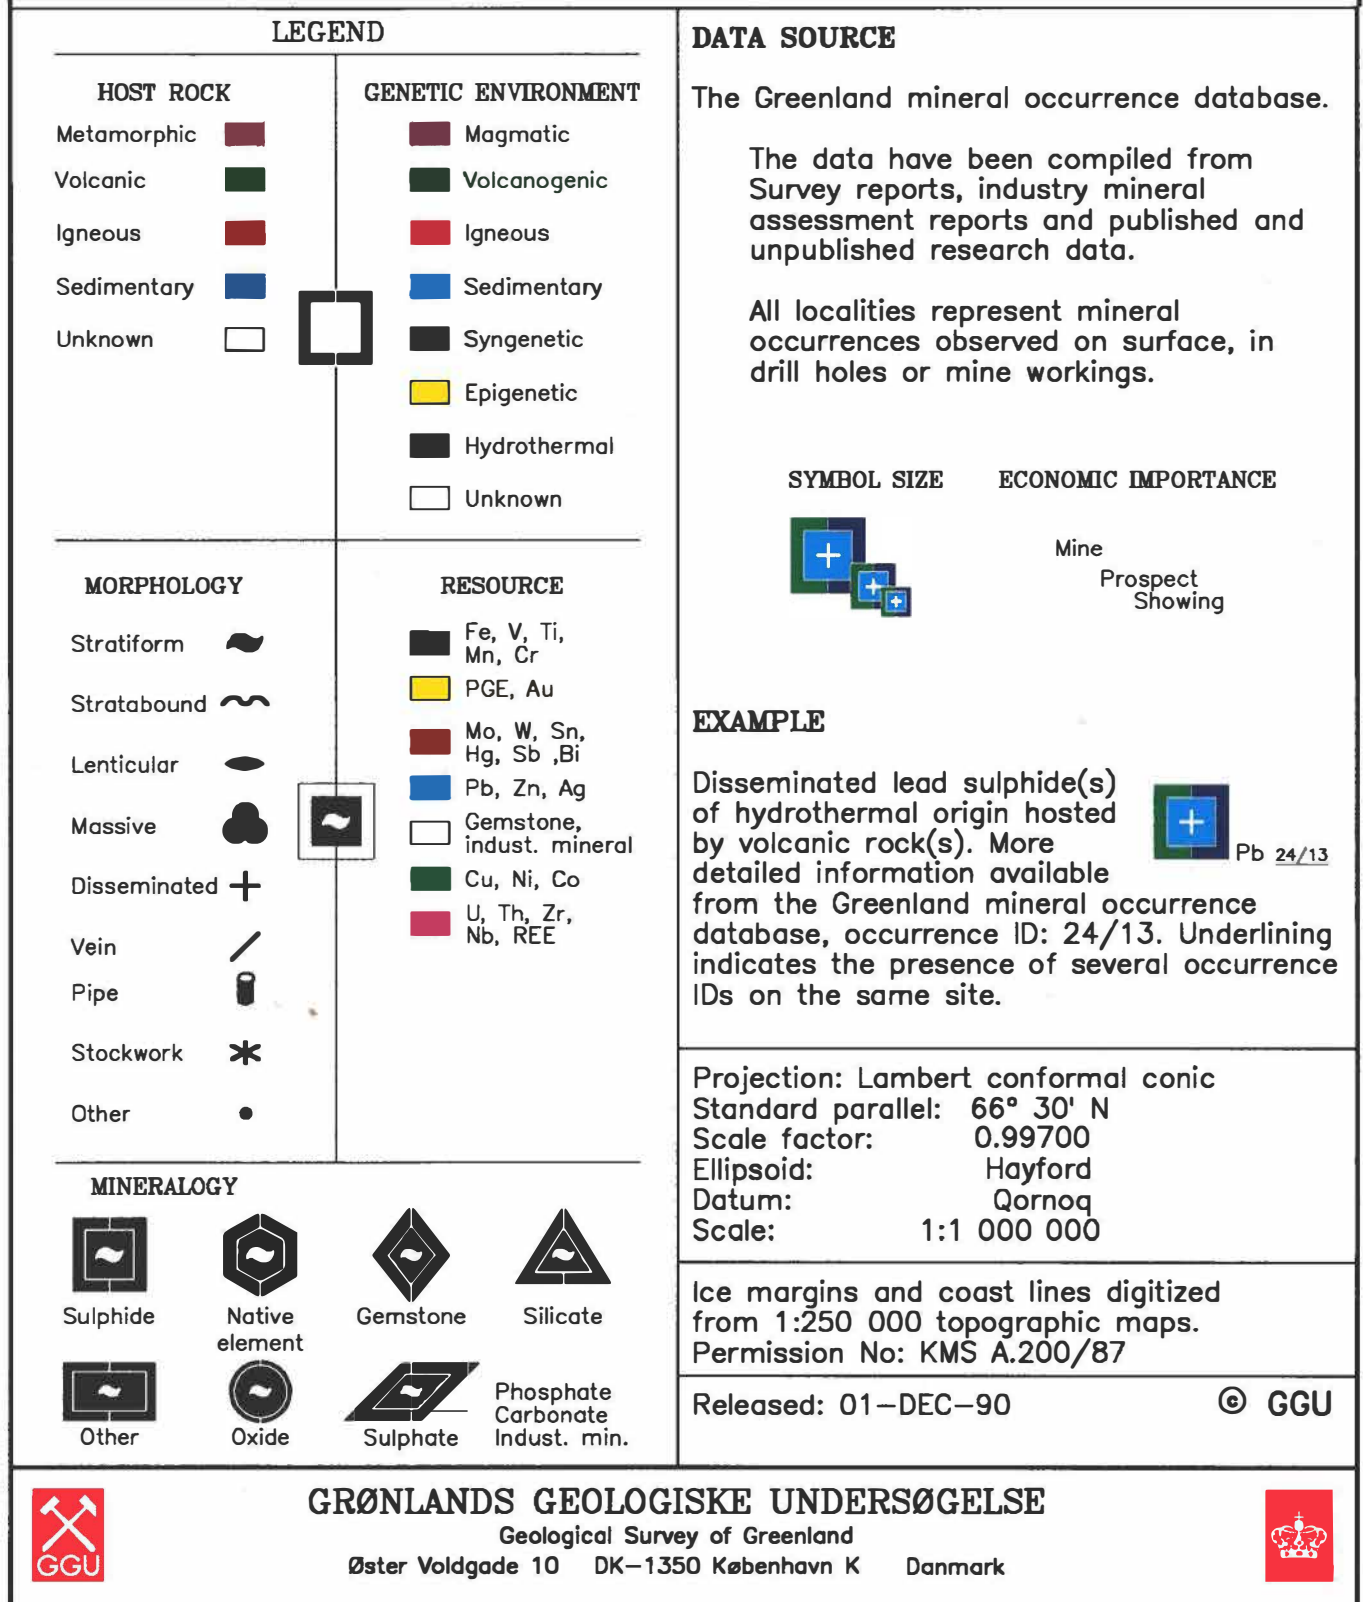 LEGEND
HOST ROCK
Metamorphic
Volcanic
Igneous
Sedimentary
Unknown
GENETIC ENVIRONMENT
Magmatic
Volcanogenic
Igneous
Sedimentary
Syngenetic
Epigenetic
Hydrothermal
Unknown
MORPHOLOGY
Stratiform
Stratabound
Lenticular
Massive
Disseminated
Vein
Pipe
Stockwork
Other
RESOURCE
Fe, V, Ti,
Mn, Cr
PGE, Au
Mo, W, Sn,
Hg, Sb ,Bi
Pb, Zn, Ag
Gemstone,
indust. mineral
Cu, Ni, Co
U, Th, Zr,
Nb, REE
MINERALOGY
Sulphide
Native
element
Gemstone
Silicate
Other
Oxide
Sulphate
Phosphate
Carbonate
Indust. min.
DATA SOURCE
The Greenland mineral occurrence database.
The data have been compiled from
Survey reports, industry mineral
assessment reports and published and
unpublished research data.
All localities represent mineral
occurrences observed on surface, in
drill holes or mine workings.
SYMBOL SIZE
ECONOMIC IMPORTANCE
Mine
Prospect
Showing
EXAMPLE
Disseminated lead sulphide(s)
of hydrothermal origin hosted
by volcanic rock(s). More
detailed information available
from the Greenland mineral occurrence
database, occurrence ID: 24/13. Underlining
indicates the presence of several occurrence
IDs on the same site.
Pb 24/13
Projection: Lambert conformal conic
Standard parallel: 66° 30' N
Scale factor: 0.99700
Ellipsoid: Hayford
Datum: Qornoq
Scale: 1:1 000 000
Ice margins and coast lines digitized
from 1:250 000 topographic maps.
Permission No: KMS A.200/87
Released: 01-DEC-90 © GGU
GGU
GRØNLANDS GEOLOGISKE UNDERSØGELSE
Geological Survey of Greenland
Øster Voldgade 10 DK-1350 København K Danmark